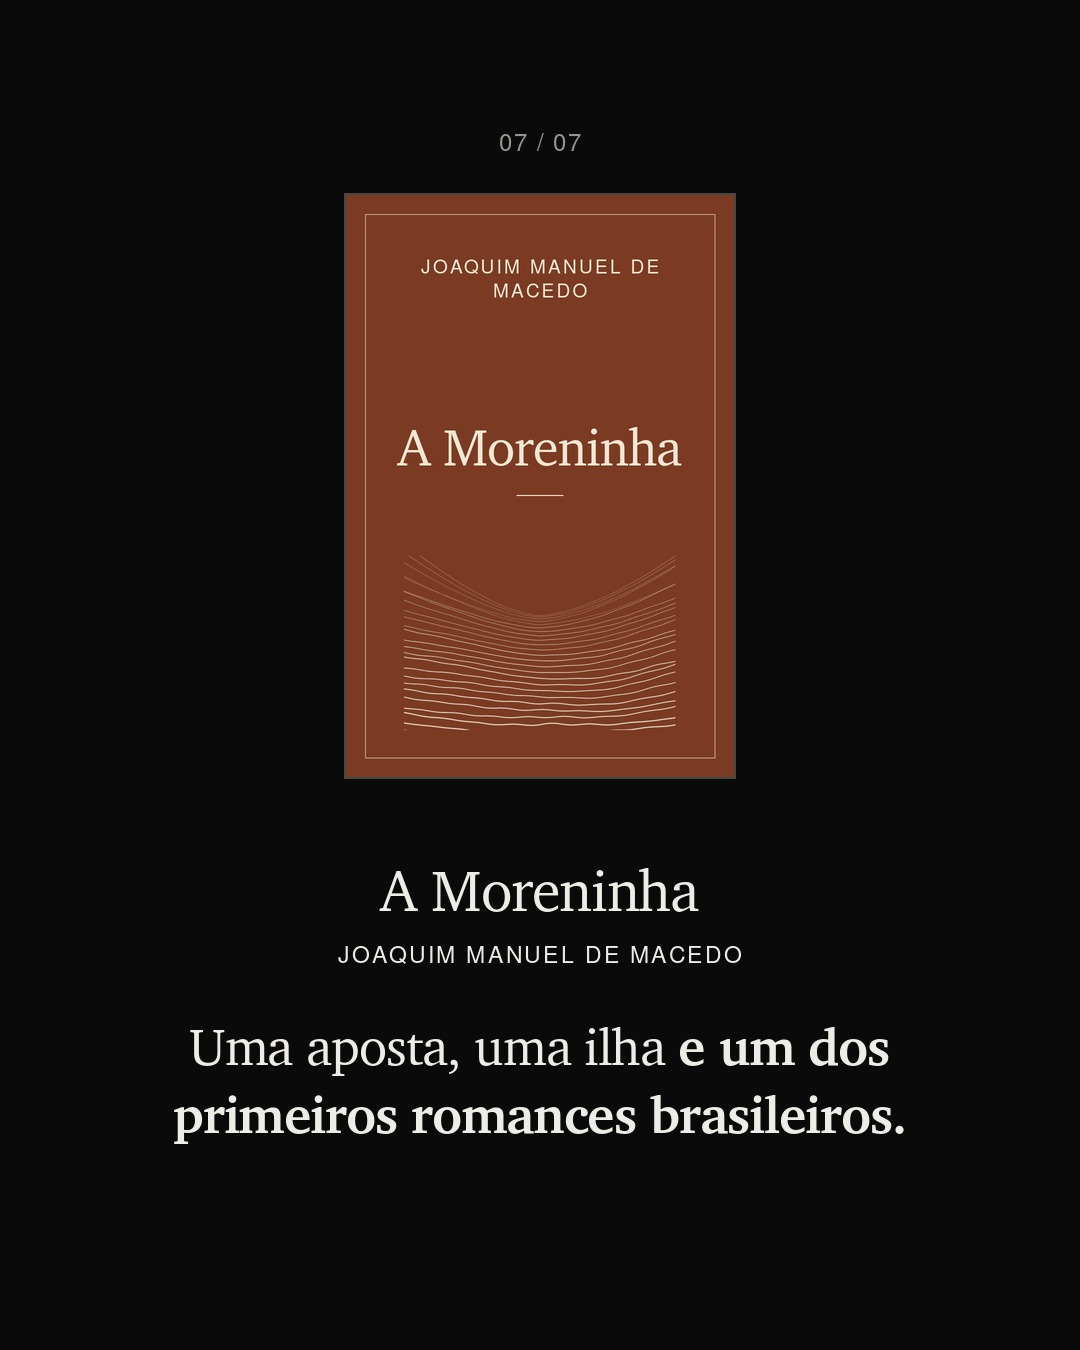 07 / 07
JOAQUIM MANUEL DE
MACEDO
A Moreninha
A Moreninha
JOAQUIM MANUEL DE MACEDO
Uma aposta, uma ilha e um dos
primeiros romances brasileiros.